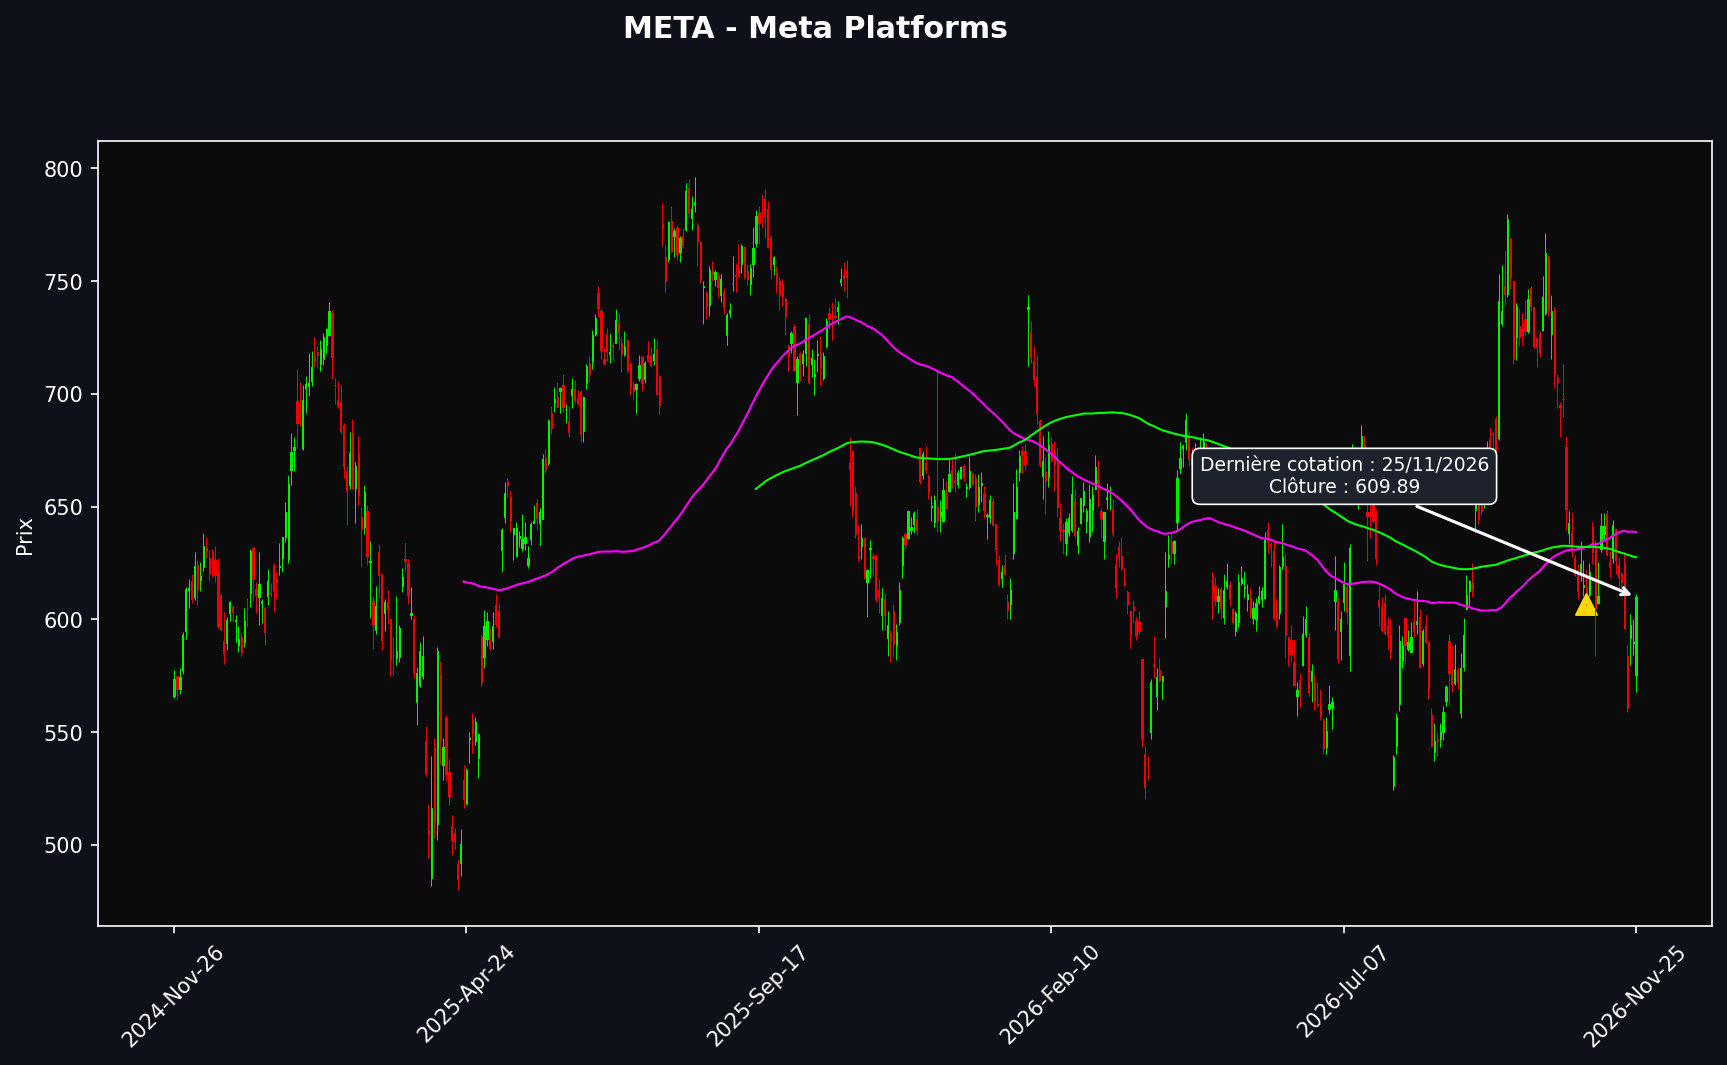 META - Meta Platforms
Prix
800
750
700
650
600
550
500
Dernière cotation : 25/11/2026
Clôture : 609.89
2024-Nov-26
2025-Apr-24
2025-Sep-17
2026-Feb-10
2026-Jul-07
2026-Nov-25